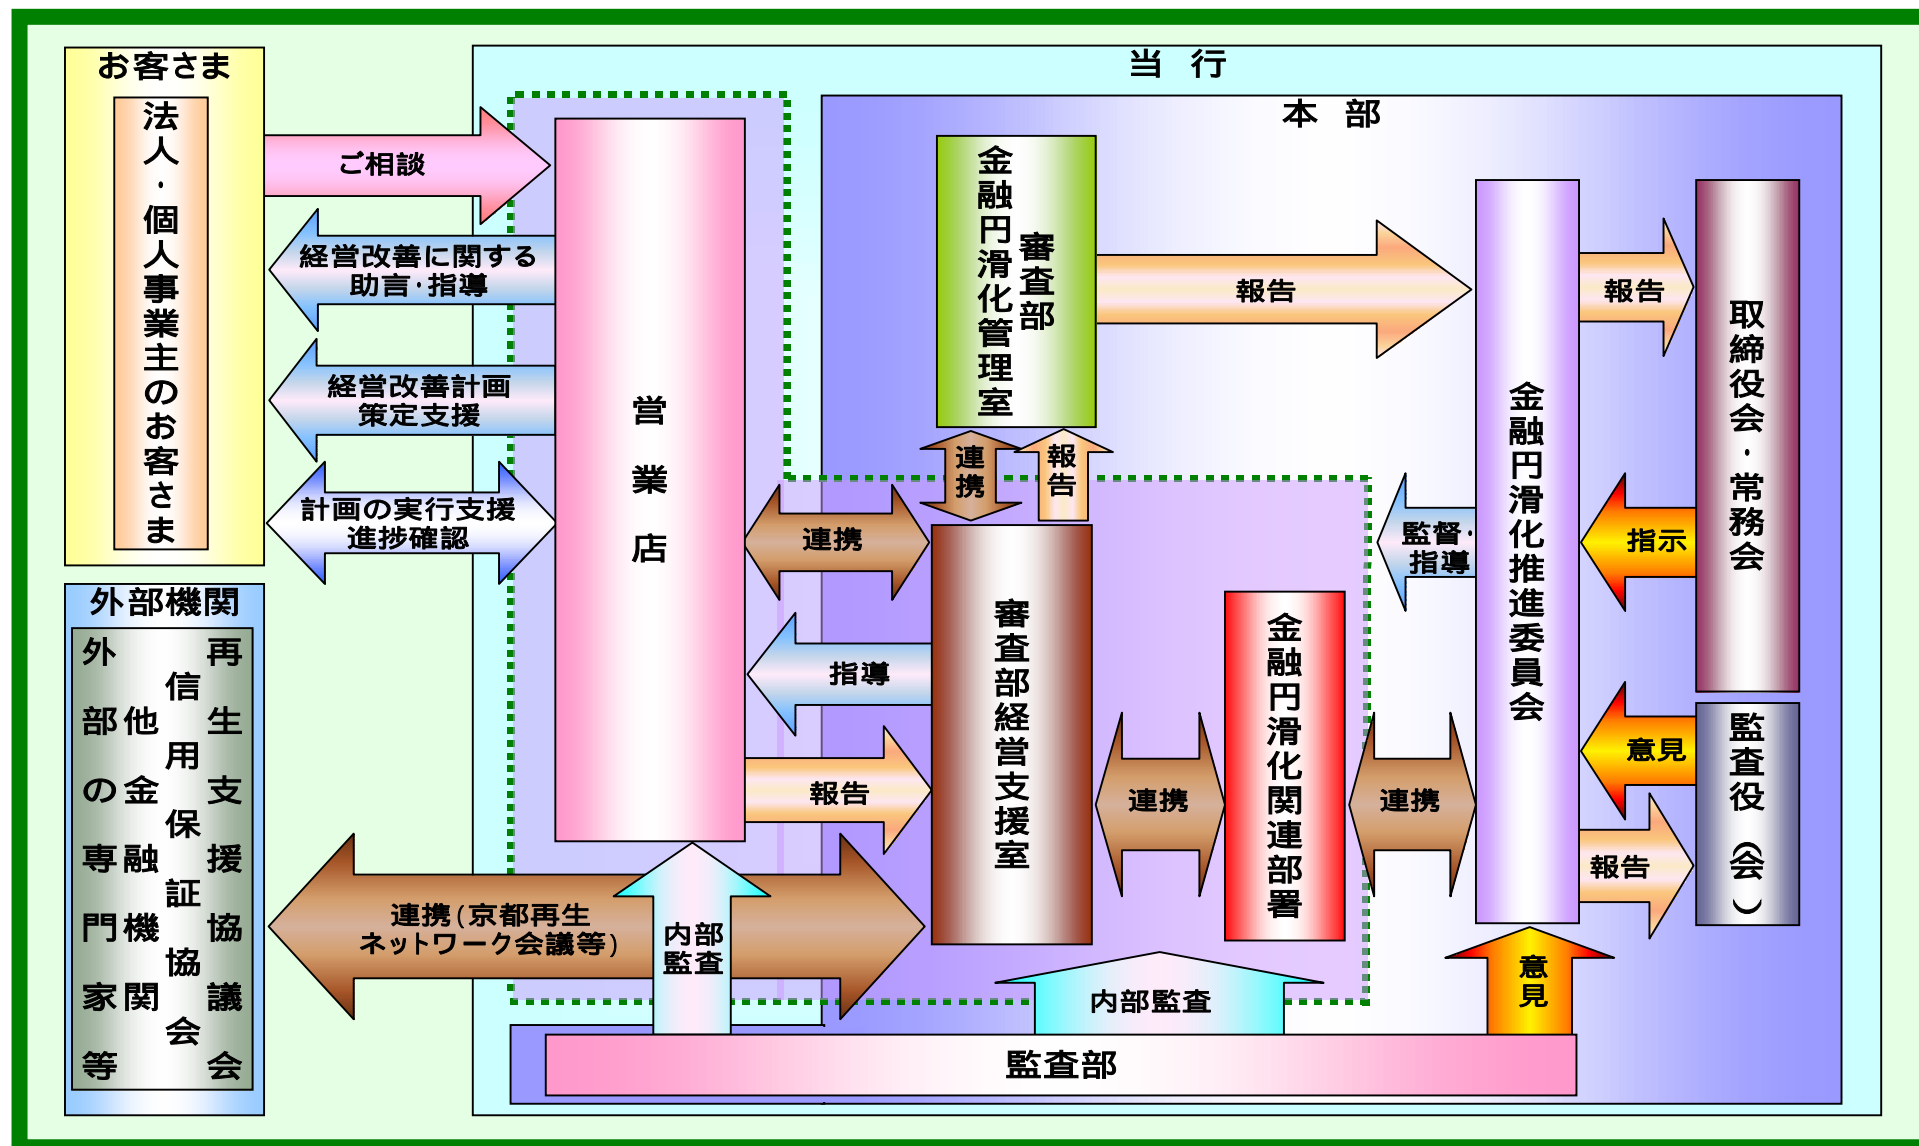 お客さま
法人・個人事業主のお客さま
外部機関
再生支援協議会
信用保証協会
他金融機関
外部の専門家等
当　行
本　部
ご相談
経営改善に関する
助言・指導
経営改善計画
策定支援
計画の実行支援
進捗確認
連携（京都再生
ネットワーク会議等）
営業店
連携
指導
報告
内部
監査
審査部
金融円滑化管理室
連携
報告
審査部経営支援室
連携
金融円滑化関連部署
連携
報告
監督・
指導
金融円滑化推進委員会
報告
指示
意見
報告
取締役会・常務会
監査役（会）
内部監査
意見
監査部